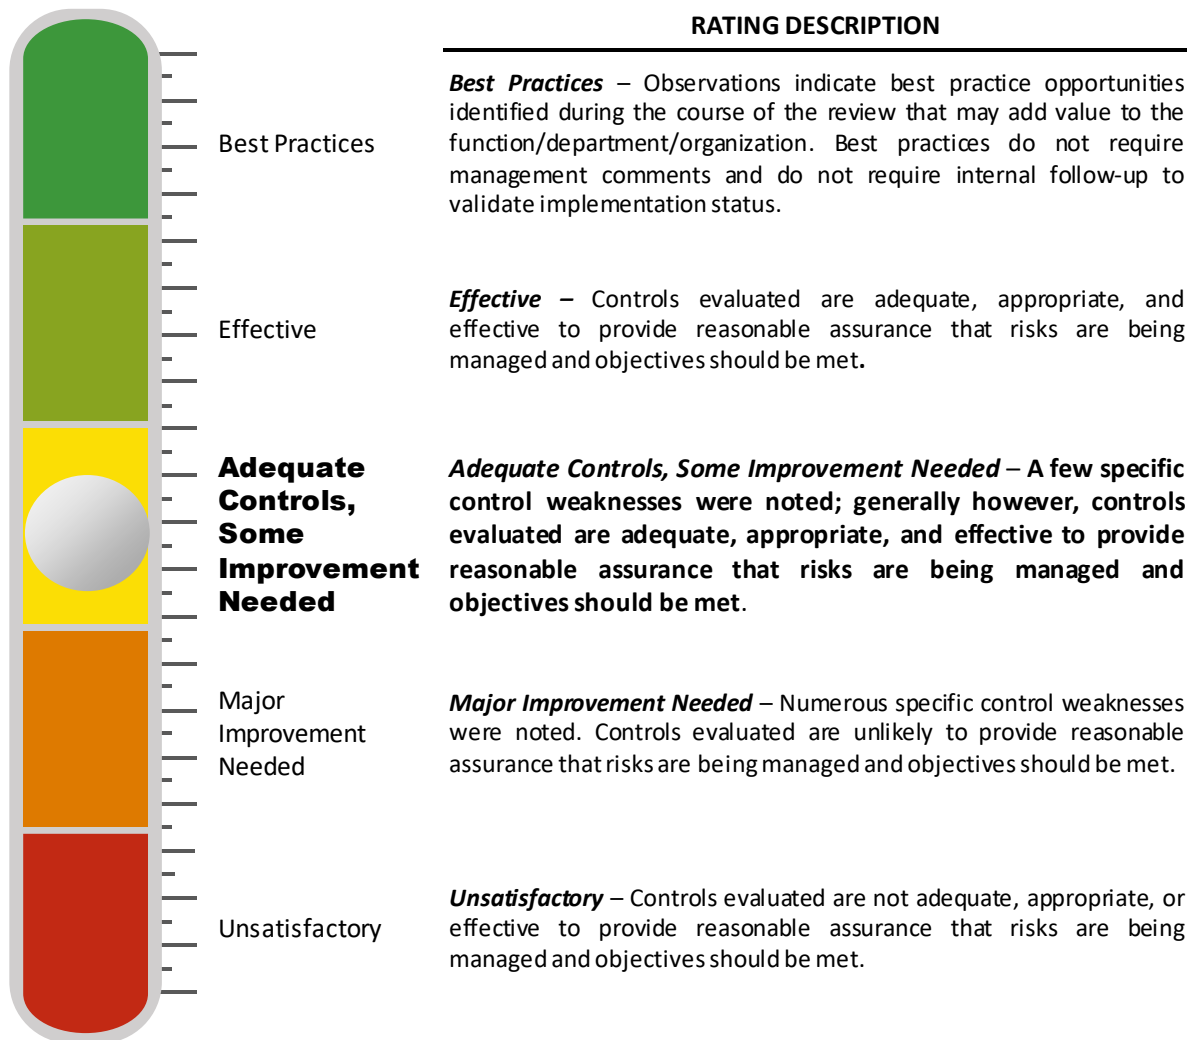 RATING DESCRIPTION
Best Practices
Best Practices – Observations indicate best practice opportunities
identified during the course of the review that may add value to the
function/department/organization. Best practices do not require
management comments and do not require internal follow-up to
validate implementation status.
Effective
Effective – Controls evaluated are adequate, appropriate, and
effective to provide reasonable assurance that risks are being
managed and objectives should be met.
Adequate
Controls,
Some
Improvement
Needed
Adequate Controls, Some Improvement Needed – A few specific
control weaknesses were noted; generally however, controls
evaluated are adequate, appropriate, and effective to provide
reasonable assurance that risks are being managed and
objectives should be met.
Major
Improvement
Needed
Major Improvement Needed – Numerous specific control weaknesses
were noted. Controls evaluated are unlikely to provide reasonable
assurance that risks are being managed and objectives should be met.
Unsatisfactory
Unsatisfactory – Controls evaluated are not adequate, appropriate, or
effective to provide reasonable assurance that risks are being
managed and objectives should be met.